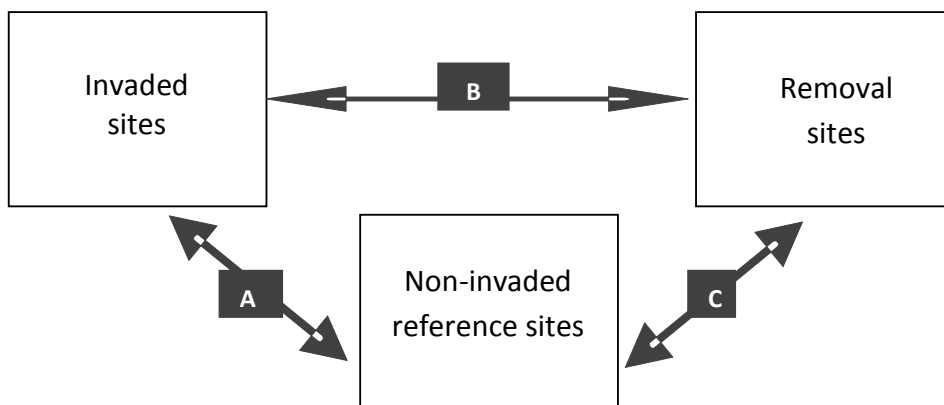 Invaded
sites
B
Removal
sites
A
Non-invaded
reference sites
C